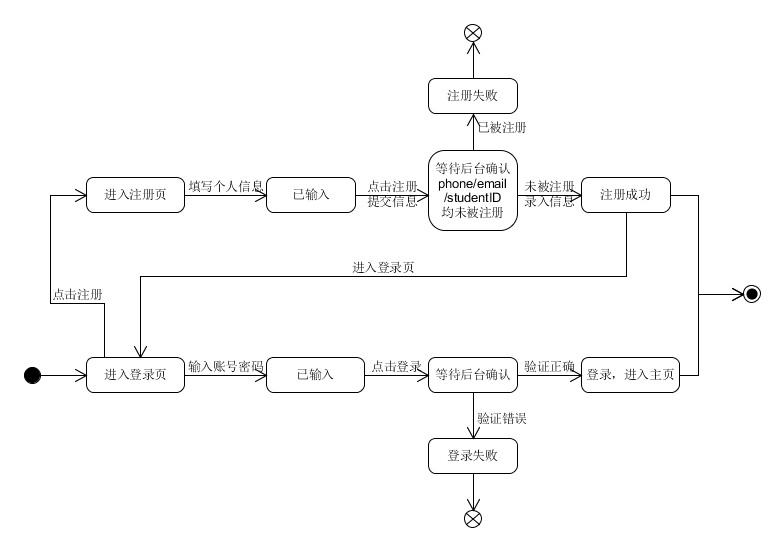 注册失败
已被注册
进入注册页
填写个人信息
已输入
点击注册
提交信息
等待后台确认
phone/email
/studentID
均未被注册
未被注册
录入信息
注册成功
进入登录页
点击注册
进入登录页
输入账号密码
已输入
点击登录
等待后台确认
验证正确
登录，进入主页
验证错误
登录失败